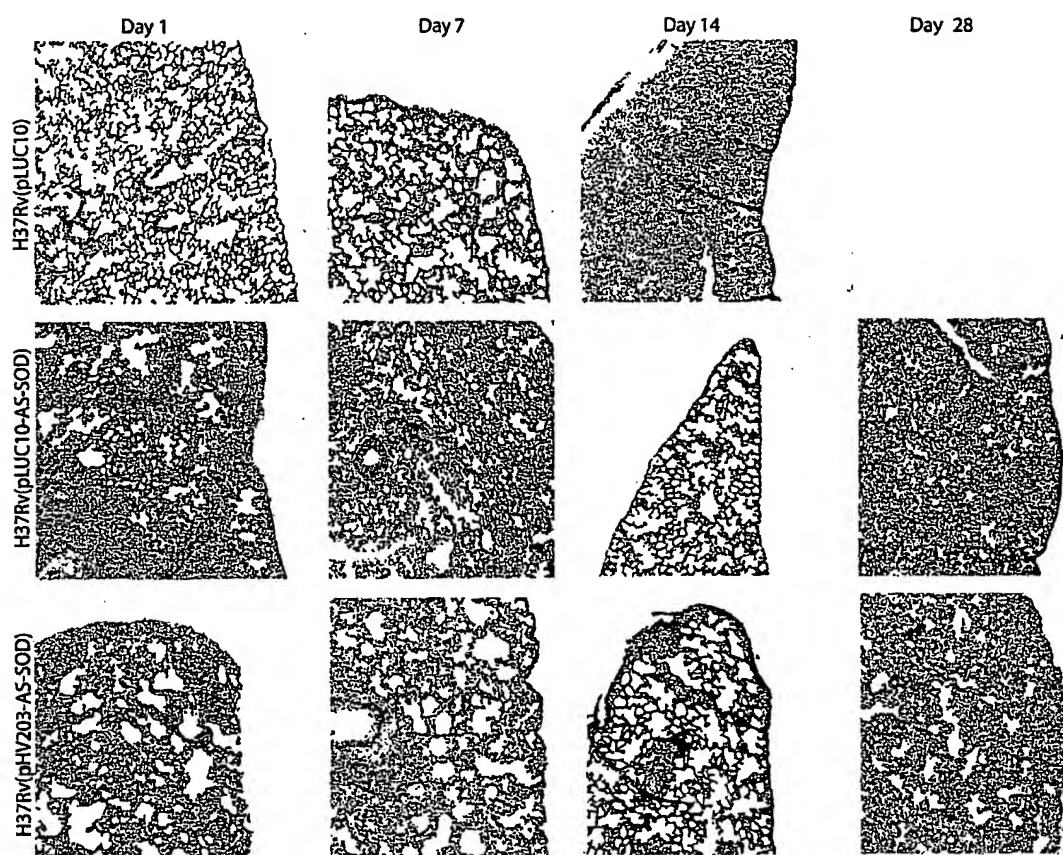 Day 1 Day 7 Day 14 Day 28
H37Rv(pLUC10)
H37Rv(pLUC10-AS-SOD)
H37Rv(pHV203-AS-SOD)